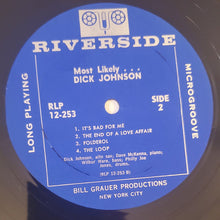 RIVERSIDE
Most Likely . . .
DICK JOHNSON
LONG PLAYING
MICROGROOVE
RLP
12-253
SIDE
2
1. IT'S BAD FOR ME
2. THE END OF A LOVE AFFAIR
3. FOLDEROL
4. THE LOOP
Dick Johnson, alto sax, Dave McKenna, piano,
Wilbur Ware, bass; Philly Joe
Jones, drums.
(RLP 12-253 B)
BILL GRAUER PRODUCTIONS
NEW YORK CITY